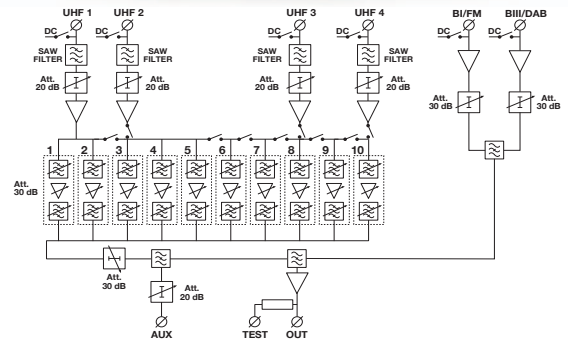 UHF 1 UHF 2 UHF 3 UHF 4 BI/FM BIII/DAB
DC DC DC DC DC DC
SAW FILTER
SAW FILTER
SAW FILTER
SAW FILTER
Att. 20 dB
Att. 20 dB
Att. 20 dB
Att. 20 dB
Att. 30 dB
Att. 30 dB
1 2 3 4 5 6 7 8 9 10
Att. 30 dB
Att. 30 dB
Att. 20 dB
AUX TEST OUT